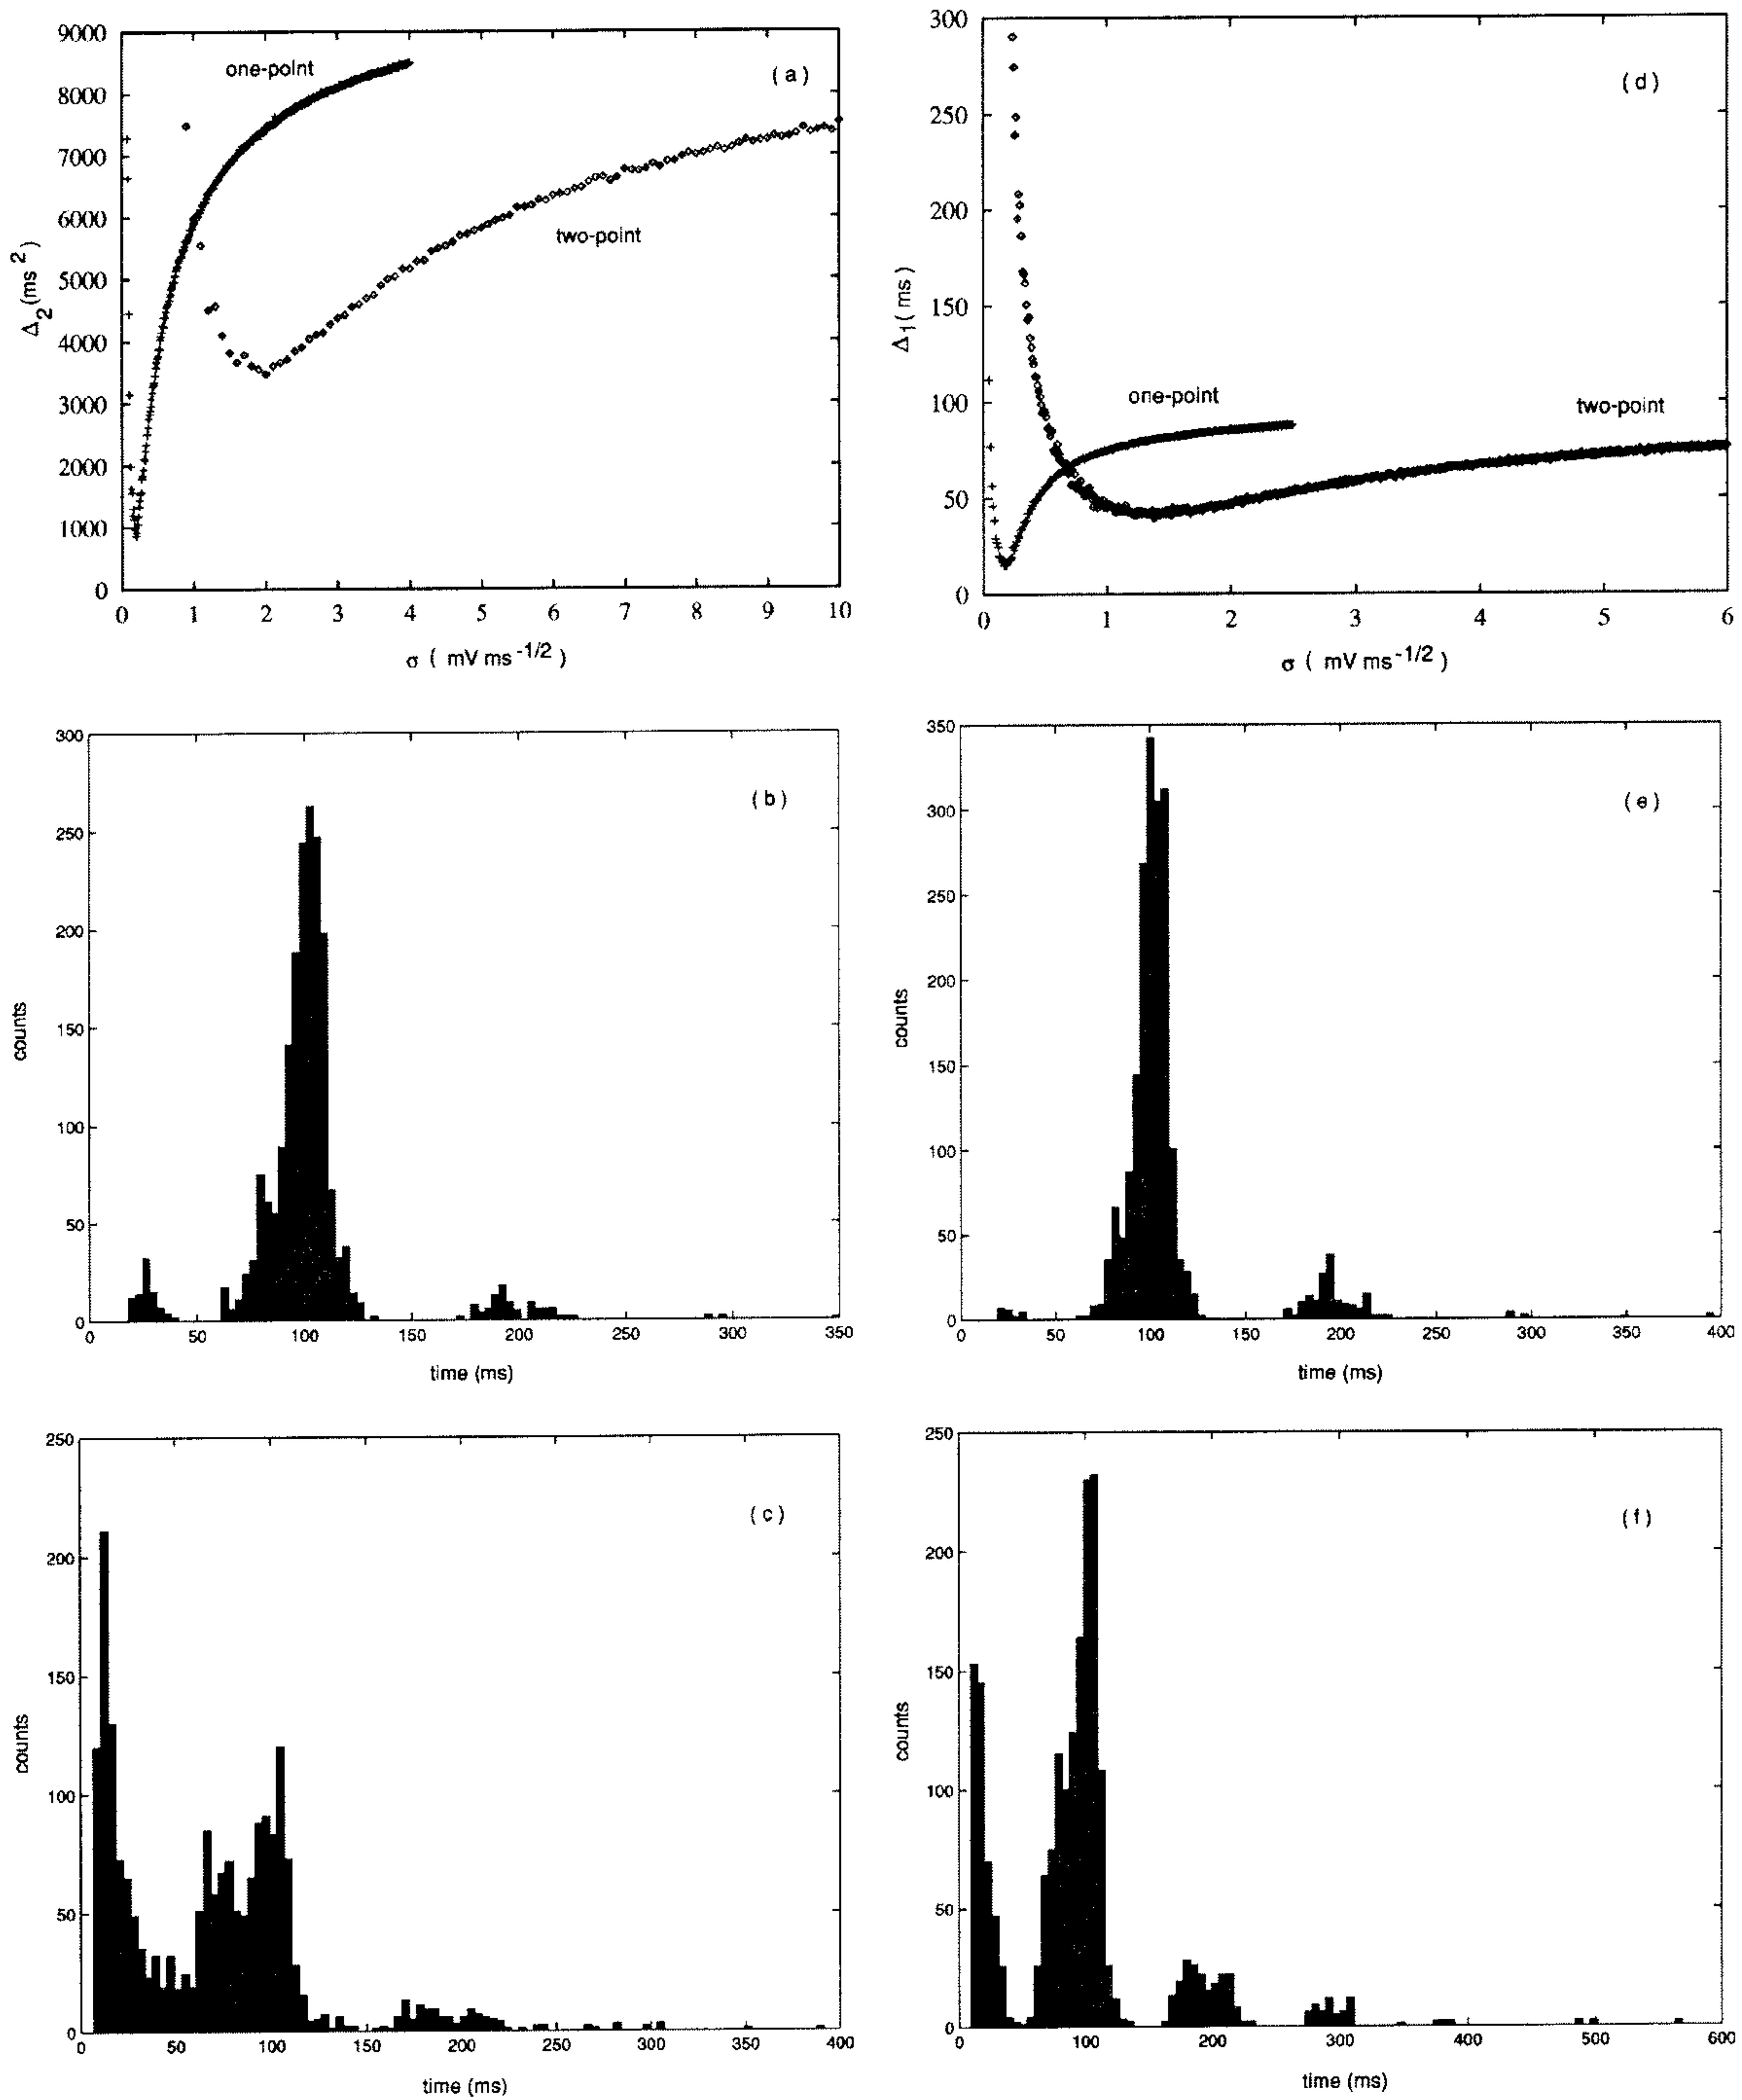 9000
8000
7000
6000
5000
4000
3000
2000
1000
0
Δ2(ms 2)
one-point
two-point
(a)
0 1 2 3 4 5 6 7 8 9 10
σ ( mV ms -1/2 )
300
250
200
150
100
50
0
Δ1(ms)
one-point
two-point
(d)
0 1 2 3 4 5 6
σ ( mV ms -1/2 )
300
250
200
150
100
50
0
counts
(b)
0 50 100 150 200 250 300 350
time (ms)
350
300
250
200
150
100
50
0
counts
(e)
0 50 100 150 200 250 300 350 400
time (ms)
250
200
150
100
50
0
counts
(c)
0 50 100 150 200 250 300 350 400
time (ms)
250
200
150
100
50
0
counts
(f)
0 100 200 300 400 500 600
time (ms)